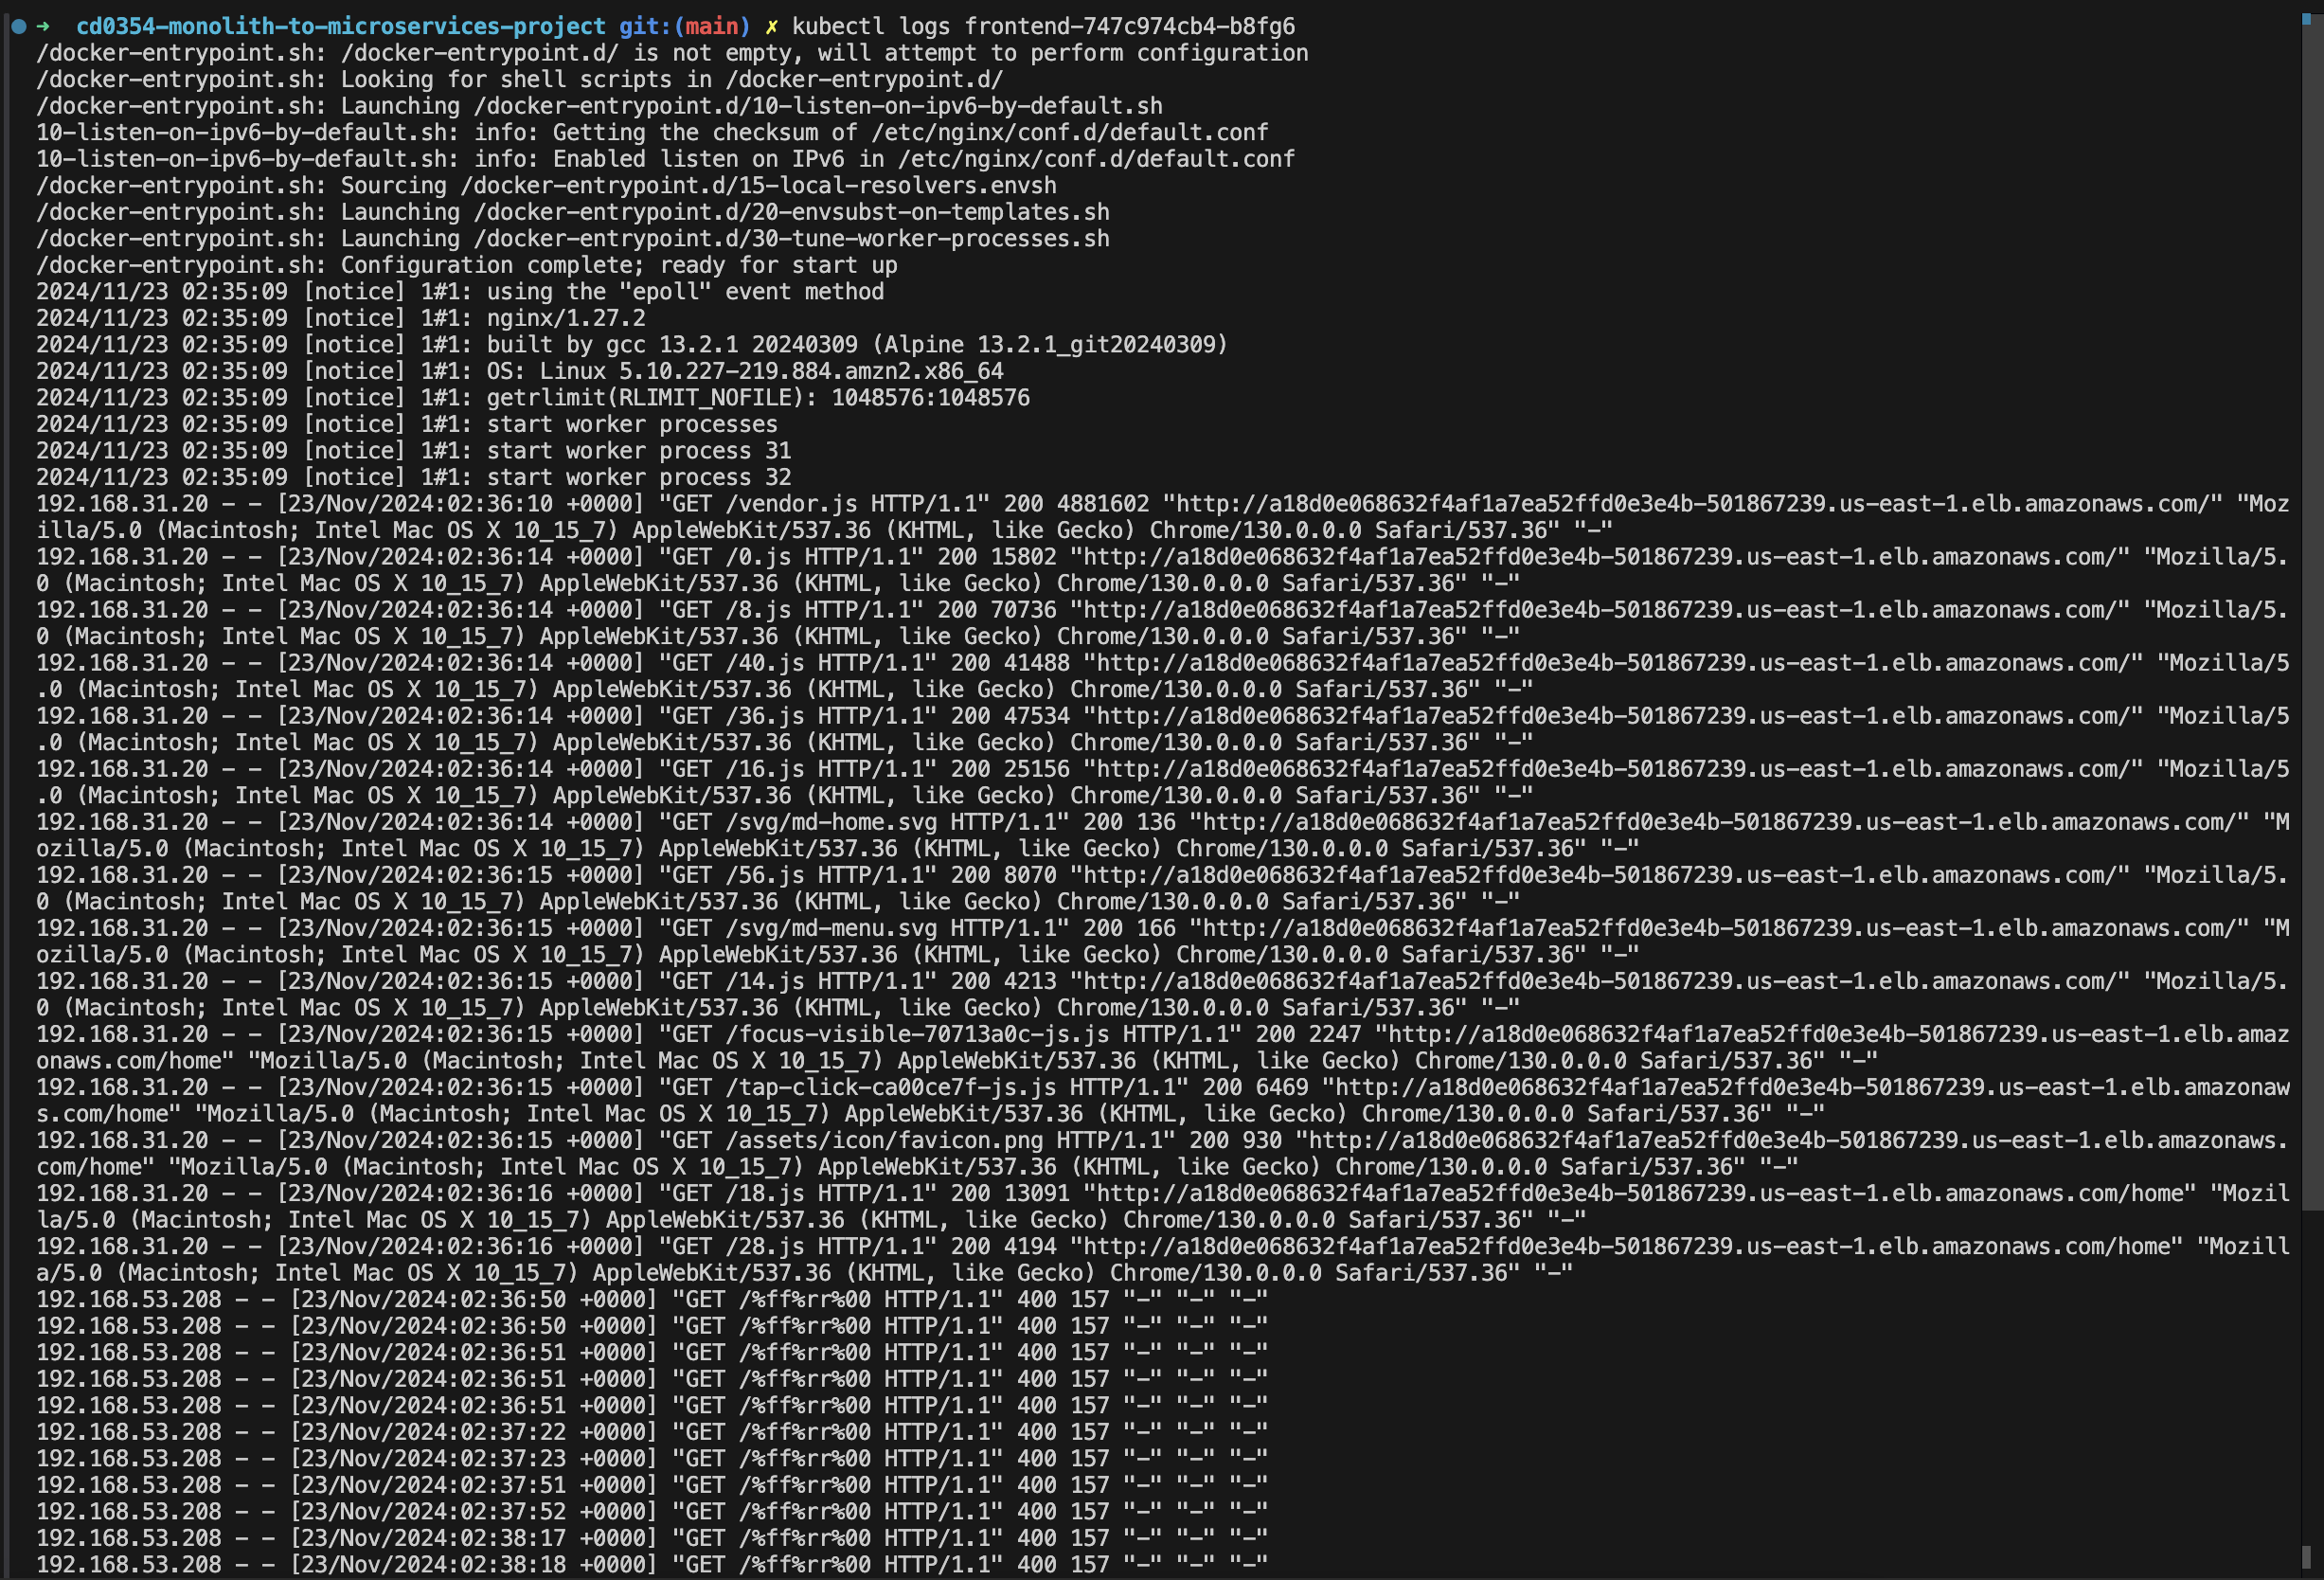 ➜  cd0354-monolith-to-microservices-project git:(main) ✗ kubectl logs frontend-747c974cb4-b8fg6
/docker-entrypoint.sh: /docker-entrypoint.d/ is not empty, will attempt to perform configuration
/docker-entrypoint.sh: Looking for shell scripts in /docker-entrypoint.d/
/docker-entrypoint.sh: Launching /docker-entrypoint.d/10-listen-on-ipv6-by-default.sh
10-listen-on-ipv6-by-default.sh: info: Getting the checksum of /etc/nginx/conf.d/default.conf
10-listen-on-ipv6-by-default.sh: info: Enabled listen on IPv6 in /etc/nginx/conf.d/default.conf
/docker-entrypoint.sh: Sourcing /docker-entrypoint.d/15-local-resolvers.envsh
/docker-entrypoint.sh: Launching /docker-entrypoint.d/20-envsubst-on-templates.sh
/docker-entrypoint.sh: Launching /docker-entrypoint.d/30-tune-worker-processes.sh
/docker-entrypoint.sh: Configuration complete; ready for start up
2024/11/23 02:35:09 [notice] 1#1: using the "epoll" event method
2024/11/23 02:35:09 [notice] 1#1: nginx/1.27.2
2024/11/23 02:35:09 [notice] 1#1: built by gcc 13.2.1 20240309 (Alpine 13.2.1_git20240309)
2024/11/23 02:35:09 [notice] 1#1: OS: Linux 5.10.227-219.884.amzn2.x86_64
2024/11/23 02:35:09 [notice] 1#1: getrlimit(RLIMIT_NOFILE): 1048576:1048576
2024/11/23 02:35:09 [notice] 1#1: start worker processes
2024/11/23 02:35:09 [notice] 1#1: start worker process 31
2024/11/23 02:35:09 [notice] 1#1: start worker process 32
192.168.31.20 - - [23/Nov/2024:02:36:10 +0000] "GET /vendor.js HTTP/1.1" 200 4881602 "http://a18d0e068632f4af1a7ea52ffd0e3e4b-501867239.us-east-1.elb.amazonaws.com/" "Moz
illa/5.0 (Macintosh; Intel Mac OS X 10_15_7) AppleWebKit/537.36 (KHTML, like Gecko) Chrome/130.0.0.0 Safari/537.36" "-"
192.168.31.20 - - [23/Nov/2024:02:36:14 +0000] "GET /0.js HTTP/1.1" 200 15802 "http://a18d0e068632f4af1a7ea52ffd0e3e4b-501867239.us-east-1.elb.amazonaws.com/" "Mozilla/5.
0 (Macintosh; Intel Mac OS X 10_15_7) AppleWebKit/537.36 (KHTML, like Gecko) Chrome/130.0.0.0 Safari/537.36" "-"
192.168.31.20 - - [23/Nov/2024:02:36:14 +0000] "GET /8.js HTTP/1.1" 200 70736 "http://a18d0e068632f4af1a7ea52ffd0e3e4b-501867239.us-east-1.elb.amazonaws.com/" "Mozilla/5.
0 (Macintosh; Intel Mac OS X 10_15_7) AppleWebKit/537.36 (KHTML, like Gecko) Chrome/130.0.0.0 Safari/537.36" "-"
192.168.31.20 - - [23/Nov/2024:02:36:14 +0000] "GET /40.js HTTP/1.1" 200 41488 "http://a18d0e068632f4af1a7ea52ffd0e3e4b-501867239.us-east-1.elb.amazonaws.com/" "Mozilla/5
.0 (Macintosh; Intel Mac OS X 10_15_7) AppleWebKit/537.36 (KHTML, like Gecko) Chrome/130.0.0.0 Safari/537.36" "-"
192.168.31.20 - - [23/Nov/2024:02:36:14 +0000] "GET /36.js HTTP/1.1" 200 47534 "http://a18d0e068632f4af1a7ea52ffd0e3e4b-501867239.us-east-1.elb.amazonaws.com/" "Mozilla/5
.0 (Macintosh; Intel Mac OS X 10_15_7) AppleWebKit/537.36 (KHTML, like Gecko) Chrome/130.0.0.0 Safari/537.36" "-"
192.168.31.20 - - [23/Nov/2024:02:36:14 +0000] "GET /16.js HTTP/1.1" 200 25156 "http://a18d0e068632f4af1a7ea52ffd0e3e4b-501867239.us-east-1.elb.amazonaws.com/" "Mozilla/5
.0 (Macintosh; Intel Mac OS X 10_15_7) AppleWebKit/537.36 (KHTML, like Gecko) Chrome/130.0.0.0 Safari/537.36" "-"
192.168.31.20 - - [23/Nov/2024:02:36:14 +0000] "GET /svg/md-home.svg HTTP/1.1" 200 136 "http://a18d0e068632f4af1a7ea52ffd0e3e4b-501867239.us-east-1.elb.amazonaws.com/" "M
ozilla/5.0 (Macintosh; Intel Mac OS X 10_15_7) AppleWebKit/537.36 (KHTML, like Gecko) Chrome/130.0.0.0 Safari/537.36" "-"
192.168.31.20 - - [23/Nov/2024:02:36:15 +0000] "GET /56.js HTTP/1.1" 200 8070 "http://a18d0e068632f4af1a7ea52ffd0e3e4b-501867239.us-east-1.elb.amazonaws.com/" "Mozilla/5.
0 (Macintosh; Intel Mac OS X 10_15_7) AppleWebKit/537.36 (KHTML, like Gecko) Chrome/130.0.0.0 Safari/537.36" "-"
192.168.31.20 - - [23/Nov/2024:02:36:15 +0000] "GET /svg/md-menu.svg HTTP/1.1" 200 166 "http://a18d0e068632f4af1a7ea52ffd0e3e4b-501867239.us-east-1.elb.amazonaws.com/" "M
ozilla/5.0 (Macintosh; Intel Mac OS X 10_15_7) AppleWebKit/537.36 (KHTML, like Gecko) Chrome/130.0.0.0 Safari/537.36" "-"
192.168.31.20 - - [23/Nov/2024:02:36:15 +0000] "GET /14.js HTTP/1.1" 200 4213 "http://a18d0e068632f4af1a7ea52ffd0e3e4b-501867239.us-east-1.elb.amazonaws.com/" "Mozilla/5.
0 (Macintosh; Intel Mac OS X 10_15_7) AppleWebKit/537.36 (KHTML, like Gecko) Chrome/130.0.0.0 Safari/537.36" "-"
192.168.31.20 - - [23/Nov/2024:02:36:15 +0000] "GET /focus-visible-70713a0c-js.js HTTP/1.1" 200 2247 "http://a18d0e068632f4af1a7ea52ffd0e3e4b-501867239.us-east-1.elb.amaz
onaws.com/home" "Mozilla/5.0 (Macintosh; Intel Mac OS X 10_15_7) AppleWebKit/537.36 (KHTML, like Gecko) Chrome/130.0.0.0 Safari/537.36" "-"
192.168.31.20 - - [23/Nov/2024:02:36:15 +0000] "GET /tap-click-ca00ce7f-js.js HTTP/1.1" 200 6469 "http://a18d0e068632f4af1a7ea52ffd0e3e4b-501867239.us-east-1.elb.amazonaw
s.com/home" "Mozilla/5.0 (Macintosh; Intel Mac OS X 10_15_7) AppleWebKit/537.36 (KHTML, like Gecko) Chrome/130.0.0.0 Safari/537.36" "-"
192.168.31.20 - - [23/Nov/2024:02:36:15 +0000] "GET /assets/icon/favicon.png HTTP/1.1" 200 930 "http://a18d0e068632f4af1a7ea52ffd0e3e4b-501867239.us-east-1.elb.amazonaws.
com/home" "Mozilla/5.0 (Macintosh; Intel Mac OS X 10_15_7) AppleWebKit/537.36 (KHTML, like Gecko) Chrome/130.0.0.0 Safari/537.36" "-"
192.168.31.20 - - [23/Nov/2024:02:36:16 +0000] "GET /18.js HTTP/1.1" 200 13091 "http://a18d0e068632f4af1a7ea52ffd0e3e4b-501867239.us-east-1.elb.amazonaws.com/home" "Mozil
la/5.0 (Macintosh; Intel Mac OS X 10_15_7) AppleWebKit/537.36 (KHTML, like Gecko) Chrome/130.0.0.0 Safari/537.36" "-"
192.168.31.20 - - [23/Nov/2024:02:36:16 +0000] "GET /28.js HTTP/1.1" 200 4194 "http://a18d0e068632f4af1a7ea52ffd0e3e4b-501867239.us-east-1.elb.amazonaws.com/home" "Mozill
a/5.0 (Macintosh; Intel Mac OS X 10_15_7) AppleWebKit/537.36 (KHTML, like Gecko) Chrome/130.0.0.0 Safari/537.36" "-"
192.168.53.208 - - [23/Nov/2024:02:36:50 +0000] "GET /%ff%rr%00 HTTP/1.1" 400 157 "-" "-" "-"
192.168.53.208 - - [23/Nov/2024:02:36:50 +0000] "GET /%ff%rr%00 HTTP/1.1" 400 157 "-" "-" "-"
192.168.53.208 - - [23/Nov/2024:02:36:51 +0000] "GET /%ff%rr%00 HTTP/1.1" 400 157 "-" "-" "-"
192.168.53.208 - - [23/Nov/2024:02:36:51 +0000] "GET /%ff%rr%00 HTTP/1.1" 400 157 "-" "-" "-"
192.168.53.208 - - [23/Nov/2024:02:36:51 +0000] "GET /%ff%rr%00 HTTP/1.1" 400 157 "-" "-" "-"
192.168.53.208 - - [23/Nov/2024:02:37:22 +0000] "GET /%ff%rr%00 HTTP/1.1" 400 157 "-" "-" "-"
192.168.53.208 - - [23/Nov/2024:02:37:23 +0000] "GET /%ff%rr%00 HTTP/1.1" 400 157 "-" "-" "-"
192.168.53.208 - - [23/Nov/2024:02:37:51 +0000] "GET /%ff%rr%00 HTTP/1.1" 400 157 "-" "-" "-"
192.168.53.208 - - [23/Nov/2024:02:37:52 +0000] "GET /%ff%rr%00 HTTP/1.1" 400 157 "-" "-" "-"
192.168.53.208 - - [23/Nov/2024:02:38:17 +0000] "GET /%ff%rr%00 HTTP/1.1" 400 157 "-" "-" "-"
192.168.53.208 - - [23/Nov/2024:02:38:18 +0000] "GET /%ff%rr%00 HTTP/1.1" 400 157 "-" "-" "-"